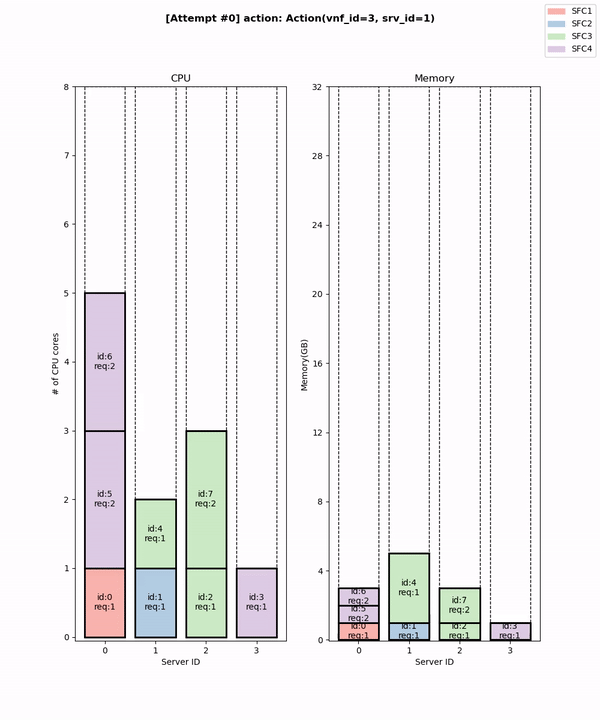 [Attempt #0] action: Action(vnf_id=3, srv_id=1)
SFC1
SFC2
SFC3
SFC4
CPU
8
7
6
5
4
3
2
1
0
# of CPU cores
id:6
req:2
id:5
req:2
id:0
req:1
id:4
req:1
id:1
req:1
id:7
req:2
id:2
req:1
id:3
req:1
0
1
2
3
Server ID
Memory
32
28
24
20
16
12
8
4
0
Memory(GB)
id:6
req:2
id:5
req:2
id:0
req:1
id:4
req:1
id:1
req:1
id:7
req:2
id:2
req:1
id:3
req:1
0
1
2
3
Server ID